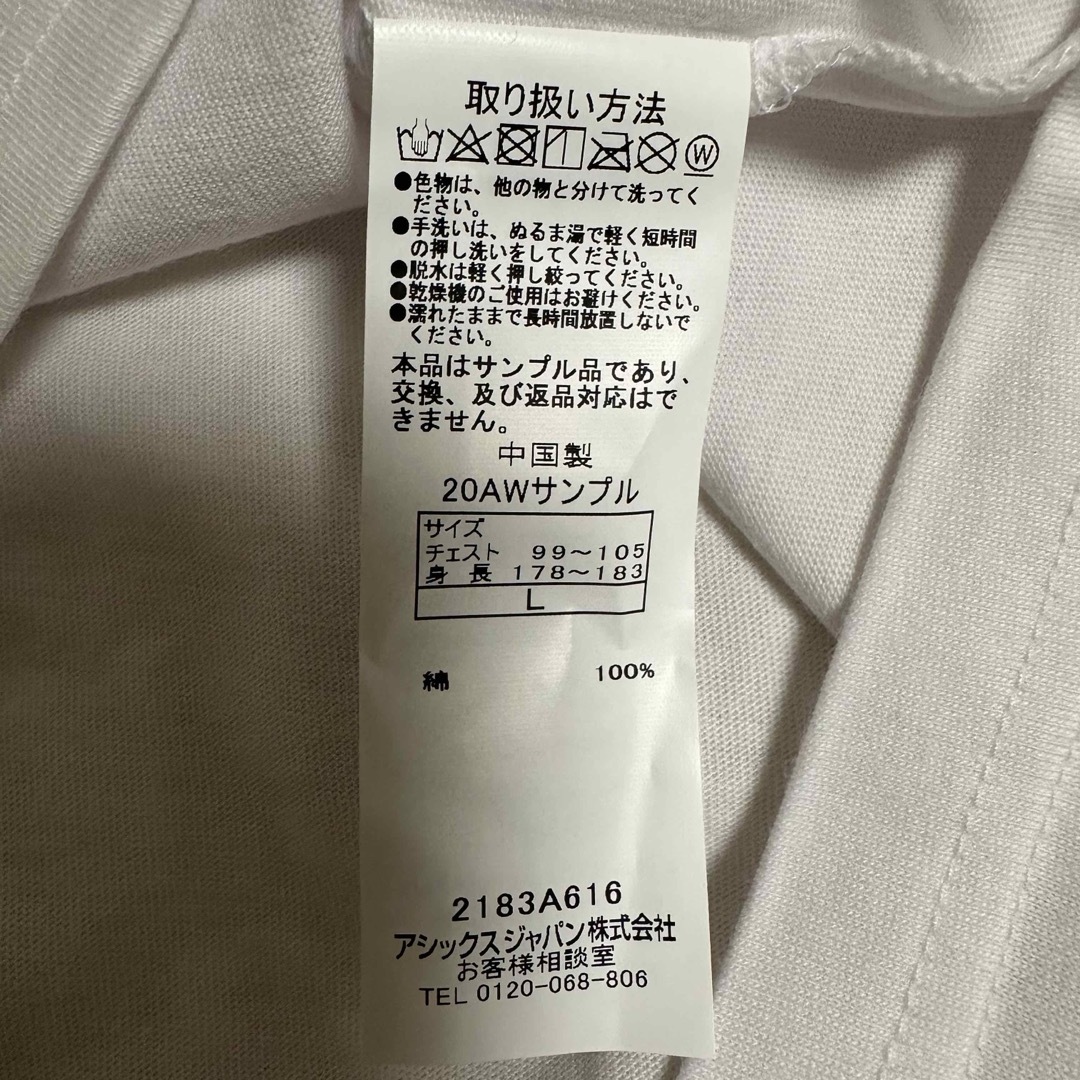 取り扱い方法
W
●色物は、他の物と分けて洗ってく
ださい。
●手洗いは、ぬるま湯で軽く短時間
の押し洗いをしてください。
●脱水は軽く押し絞ってください。
●乾燥機のご使用はお避けください。
●濡れたままで長時間放置しないで
ください。
本品はサンプル品であり、
交換、及び返品対応はで
きません。
中国製
20AWサンプル
サイズ
チェスト 99～105
身 長 178～183
L
綿 100%
2183A616
アシックスジャパン株式会社
お客様相談室
TEL 0120-068-806